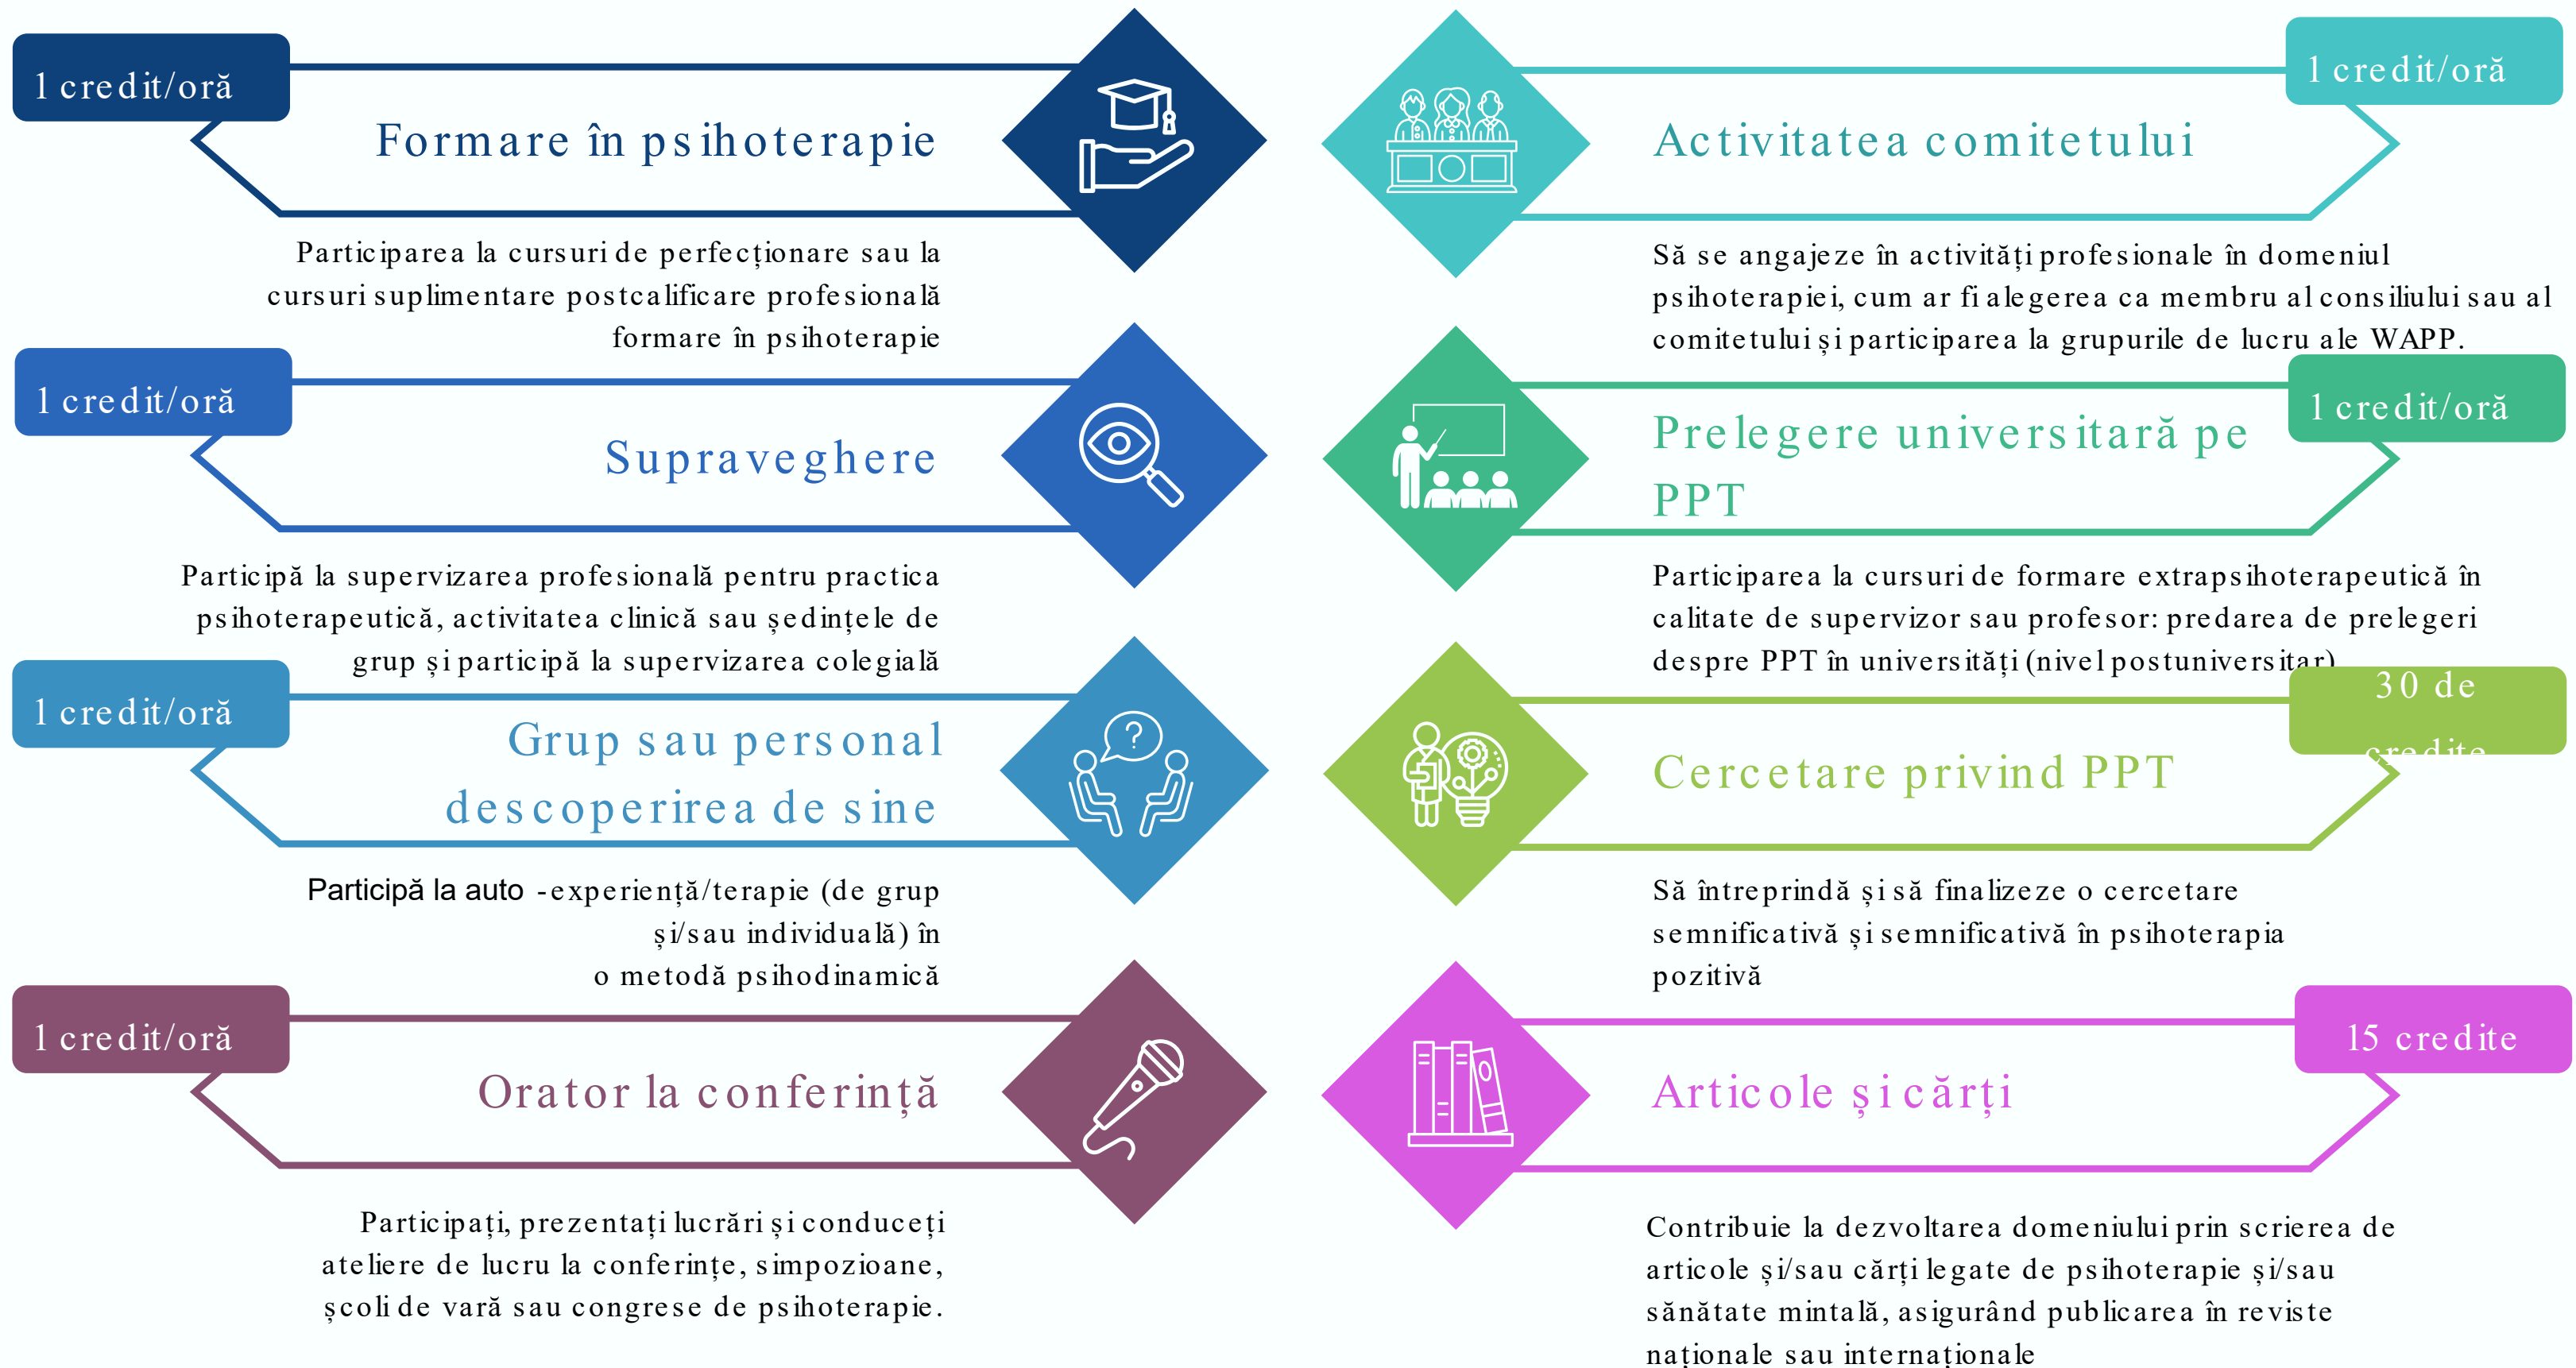 1 credit/oră
Formare în psihoterapie
Participarea la cursuri de perfecționare sau la
cursuri suplimentare postcalificare profesională
formare în psihoterapie
1 credit/oră
Supraveghere
Participă la supervizarea profesională pentru practica
psihoterapeutică, activitatea clinică sau ședințele de
grup și participă la supervizarea colegială
1 credit/oră
Grup sau personal
descoperirea de sine
Participă la auto -experiență/terapie (de grup
și/sau individuală) în
o metodă psihodinamică
1 credit/oră
Orator la conferință
Participați, prezentați lucrări și conduceți
ateliere de lucru la conferințe, simpozioane,
școli de vară sau congrese de psihoterapie.
1 credit/oră
Activitatea comitetului
Să se angajeze în activități profesionale în domeniul
psihoterapiei, cum ar fi alegerea ca membru al consiliului sau al
comitetului și participarea la grupurile de lucru ale WAPP.
1 credit/oră
Prelegere universitară pe
PPT
Participarea la cursuri de formare extrapsihoterapeutică în
calitate de supervizor sau profesor: predarea de prelegeri
despre PPT în universități (nivel postuniversitar)
30 de
credite
Cercetare privind PPT
Să întreprindă și să finalizeze o cercetare
semnificativă și semnificativă în psihoterapia
pozitivă
15 credite
Articole și cărți
Contribuie la dezvoltarea domeniului prin scrierea de
articole și/sau cărți legate de psihoterapie și/sau
sănătate mintală, asigurând publicarea în reviste
naționale sau internaționale